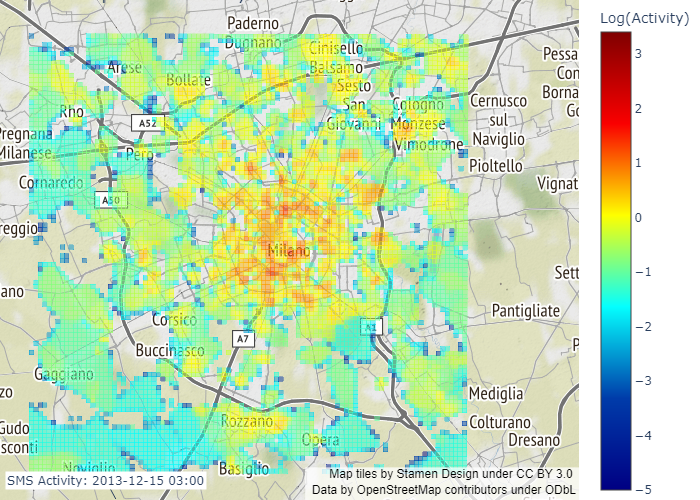 Log(Activity)
Paderno
Dugnano
Cinisello
Balsamo
Arese
Bollate
Sesto
San
Giovanni
Cologno
Monzese
Rho
A52
Cernusco
sul
Naviglio
Pessa
Con
Borna
Go
Pregnana
Milanese
Pero
Vimodrone
Pioltello
Cornaredo
A50
Vignat
reggio
Milano
Sett
ano
Pantigliate
Corsico
A1
A7
Buccinasco
P
Gaggiano
zo
Mediglia
Rozzano
Colturano
Gudo
sconti
Opera
Dresano
Noviglio
Basiglio
SMS Activity: 2013-12-15 03:00
Map tiles by Stamen Design under CC BY 3.0
Data by OpenStreetMap contributors under ODbL
3
2
1
0
−1
−2
−3
−4
−5